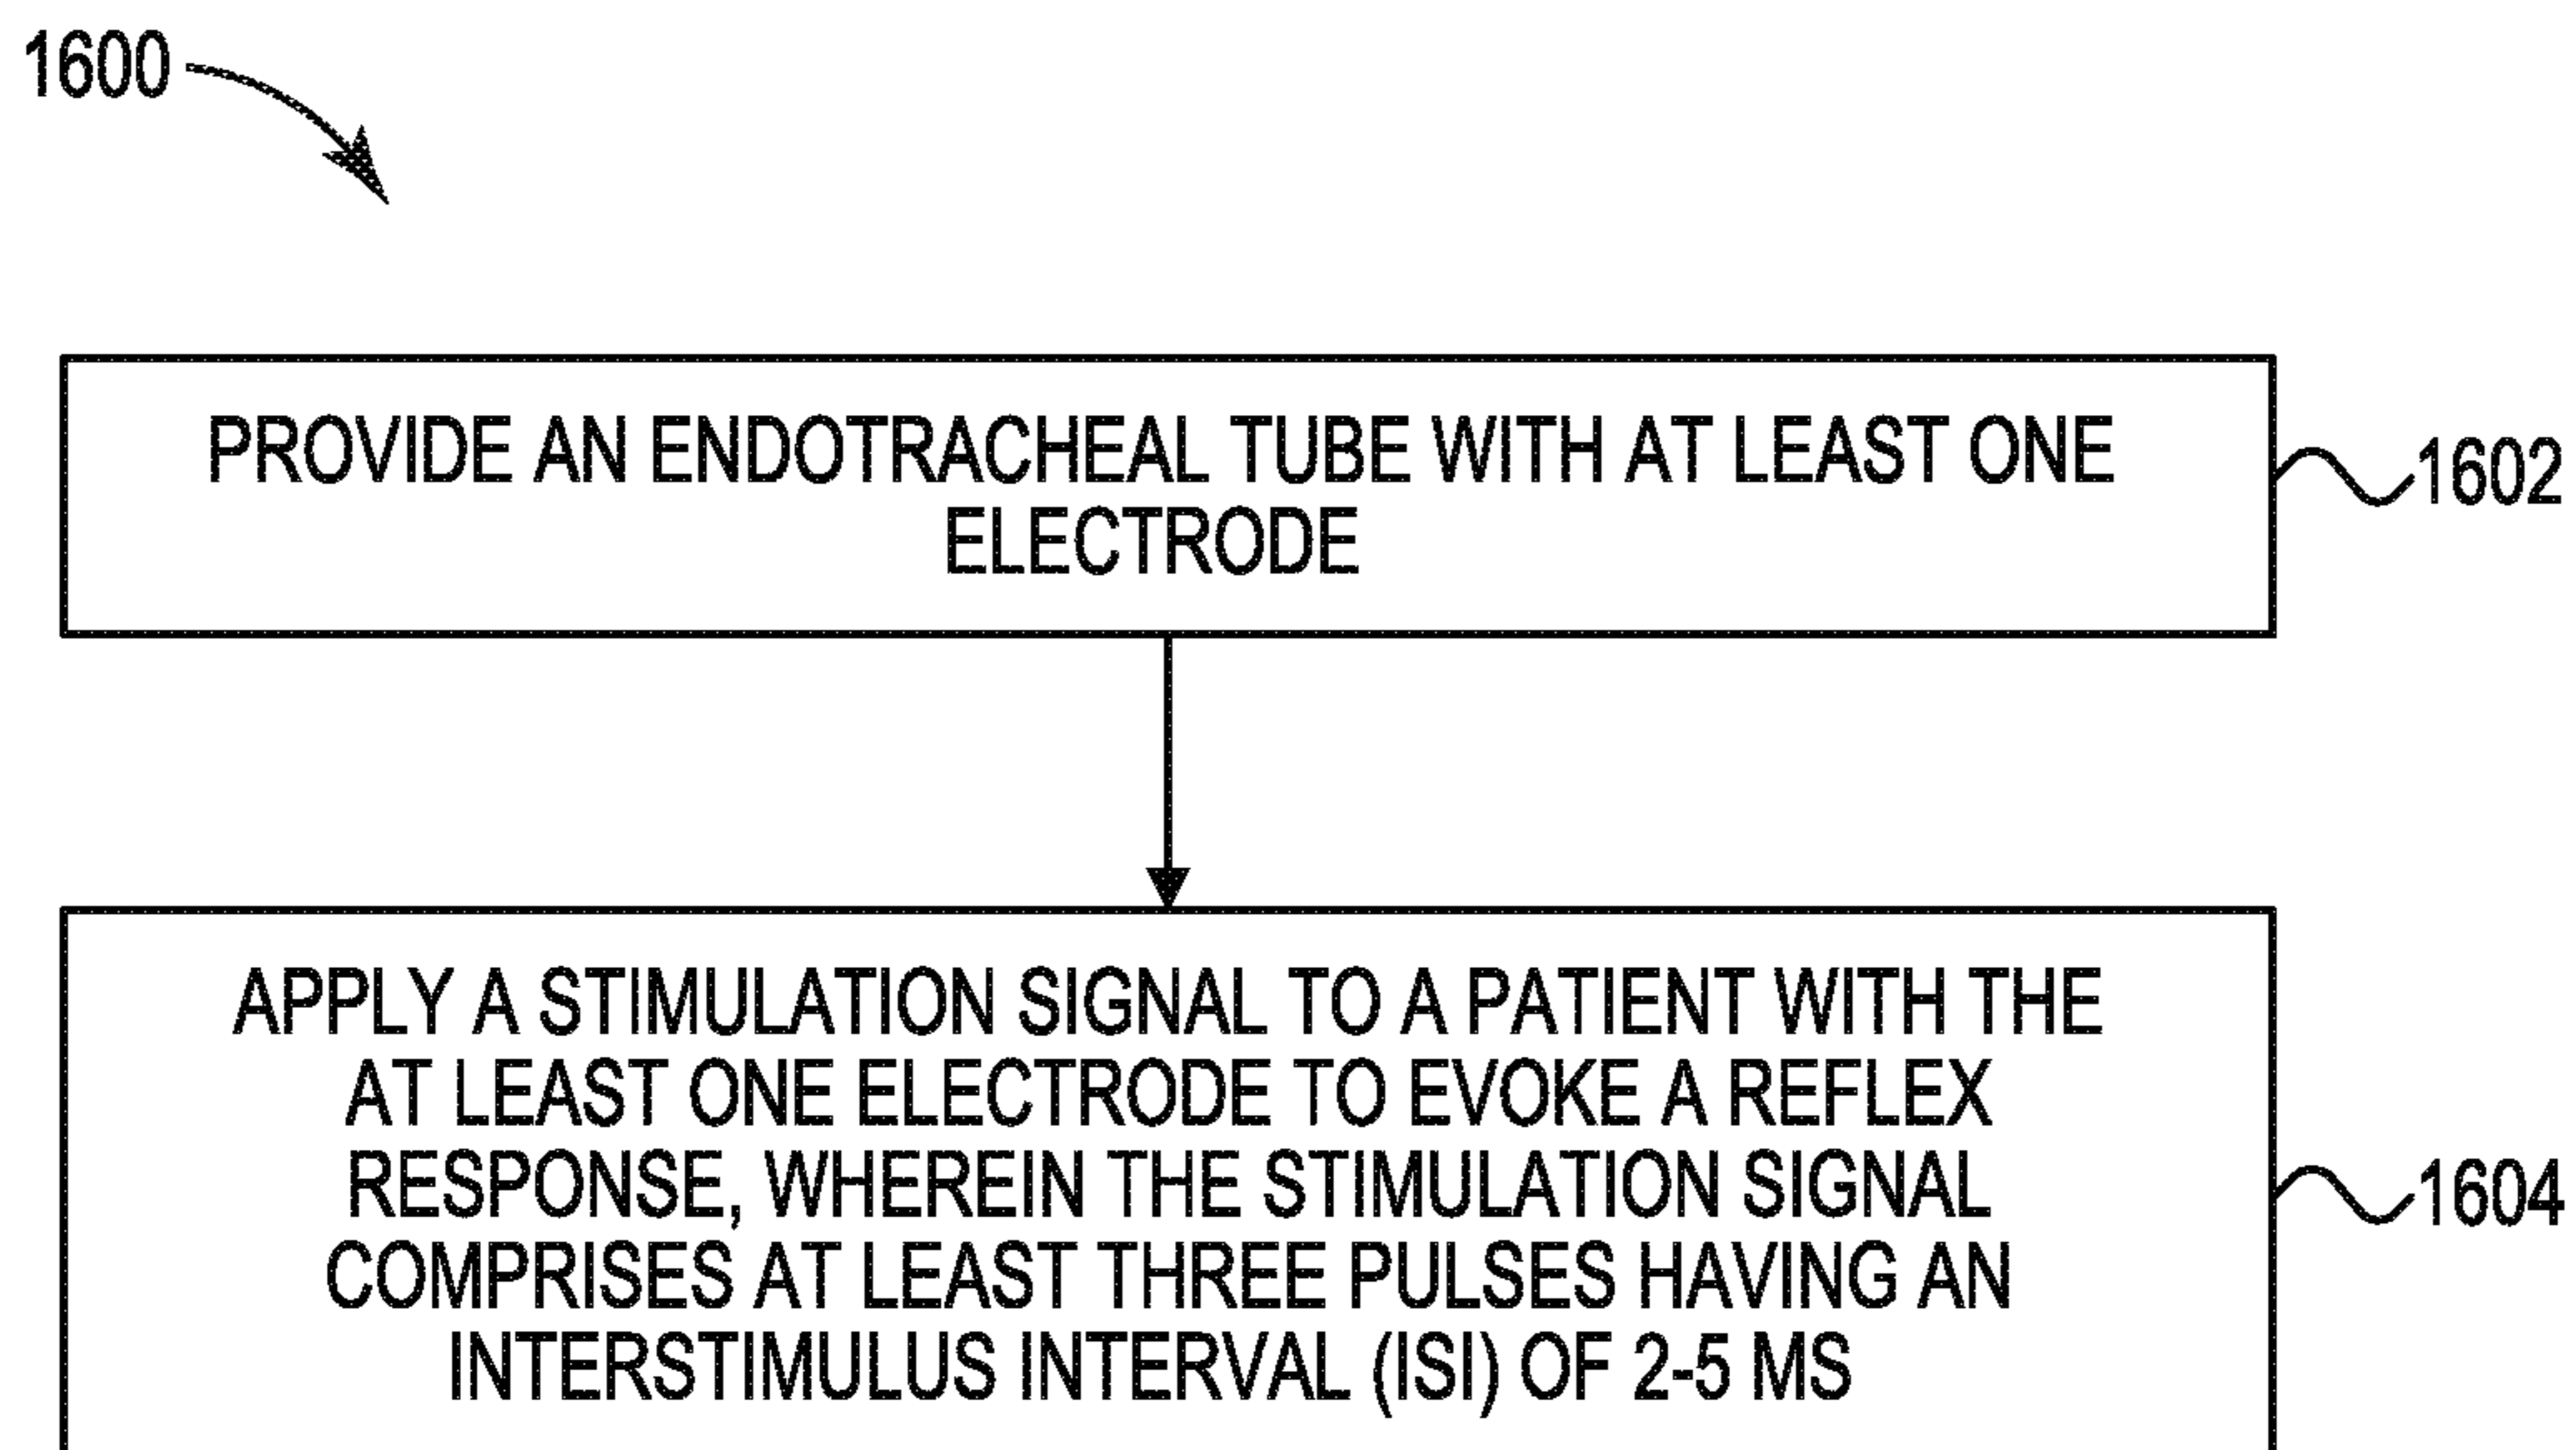 1600
PROVIDE AN ENDOTRACHEAL TUBE WITH AT LEAST ONE
ELECTRODE
1602
APPLY A STIMULATION SIGNAL TO A PATIENT WITH THE
AT LEAST ONE ELECTRODE TO EVOKE A REFLEX
RESPONSE, WHEREIN THE STIMULATION SIGNAL
COMPRISES AT LEAST THREE PULSES HAVING AN
INTERSTIMULUS INTERVAL (ISI) OF 2-5 MS
1604